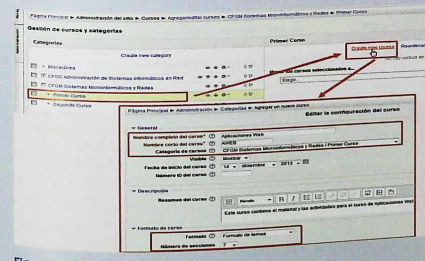 Página Principal ► Administración del sitio ► Cursos ► Agregar/editar cursos ► CFGM Sistemas Microinformáticos y Redes ► Primer Curso
Gestión de cursos y categorías
Categorías
Create new category
Miscelánea
CFGS Administración de Sistemas Informáticos en Red
CFGM Sistemas Microinformáticos y Redes
Primer Curso
Segundo Curso
Primer Curso
Create new course
Mover los cursos seleccionados a...
Elegir...
Página Principal ► Administración ► Categorías ► Agregar un nuevo curso
Editar la configuración del curso
General
Nombre completo del curso* Aplicaciones Web
Nombre corto del curso* AWEB
Categoría de cursos CFGM Sistemas Microinformáticos y Redes / Primer Curso
Visible Mostrar
Fecha de inicio del curso 14 diciembre 2013
Número ID del curso
Descripción
Resumen del curso
Párrafo
B I
Este curso contiene el material y las actividades para el curso de Aplicaciones Web
Formato de curso
Formato Formato de temas
Número de secciones 7